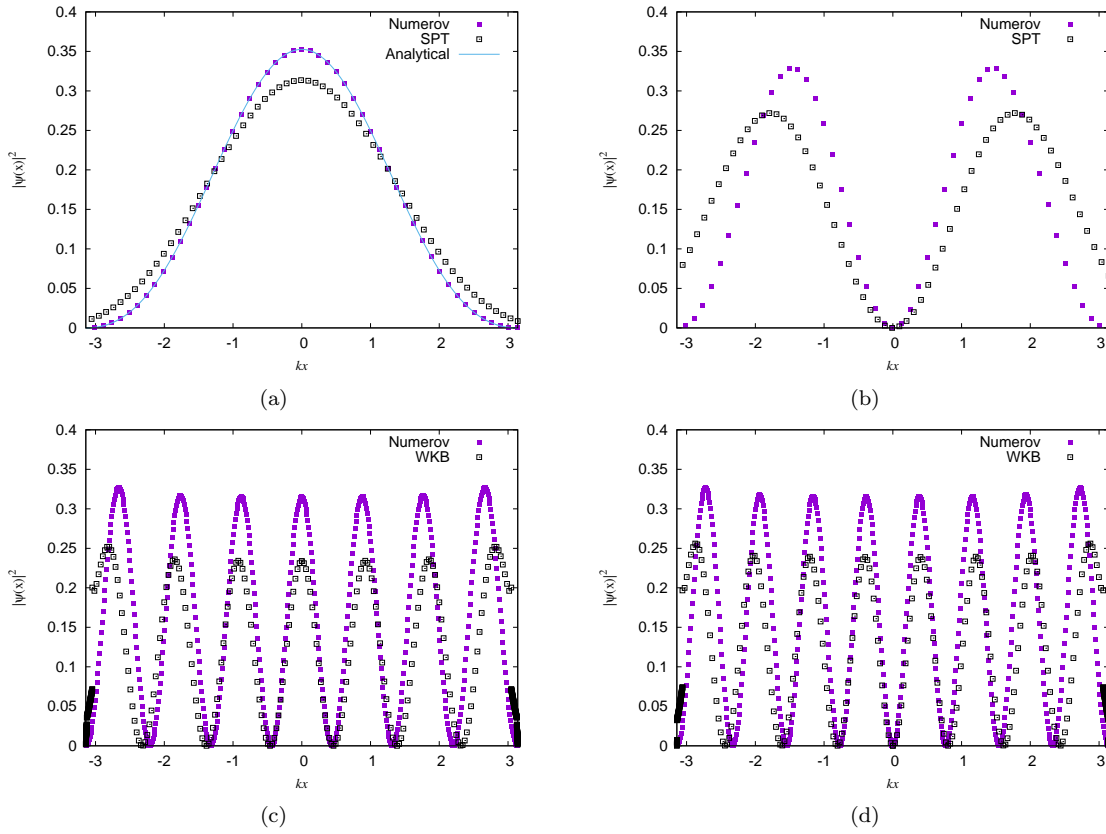 0.4
0.35
0.3
0.25
0.2
0.15
0.1
0.05
0
|ψ(x)|²
Numerov
SPT
Analytical
-3 -2 -1 0 1 2 3
kx
(a)
0.4
0.35
0.3
0.25
0.2
0.15
0.1
0.05
0
|ψ(x)|²
Numerov
SPT
-3 -2 -1 0 1 2 3
kx
(b)
0.4
0.35
0.3
0.25
0.2
0.15
0.1
0.05
0
|ψ(x)|²
Numerov
WKB
-3 -2 -1 0 1 2 3
kx
(c)
0.4
0.35
0.3
0.25
0.2
0.15
0.1
0.05
0
|ψ(x)|²
Numerov
WKB
-3 -2 -1 0 1 2 3
kx
(d)